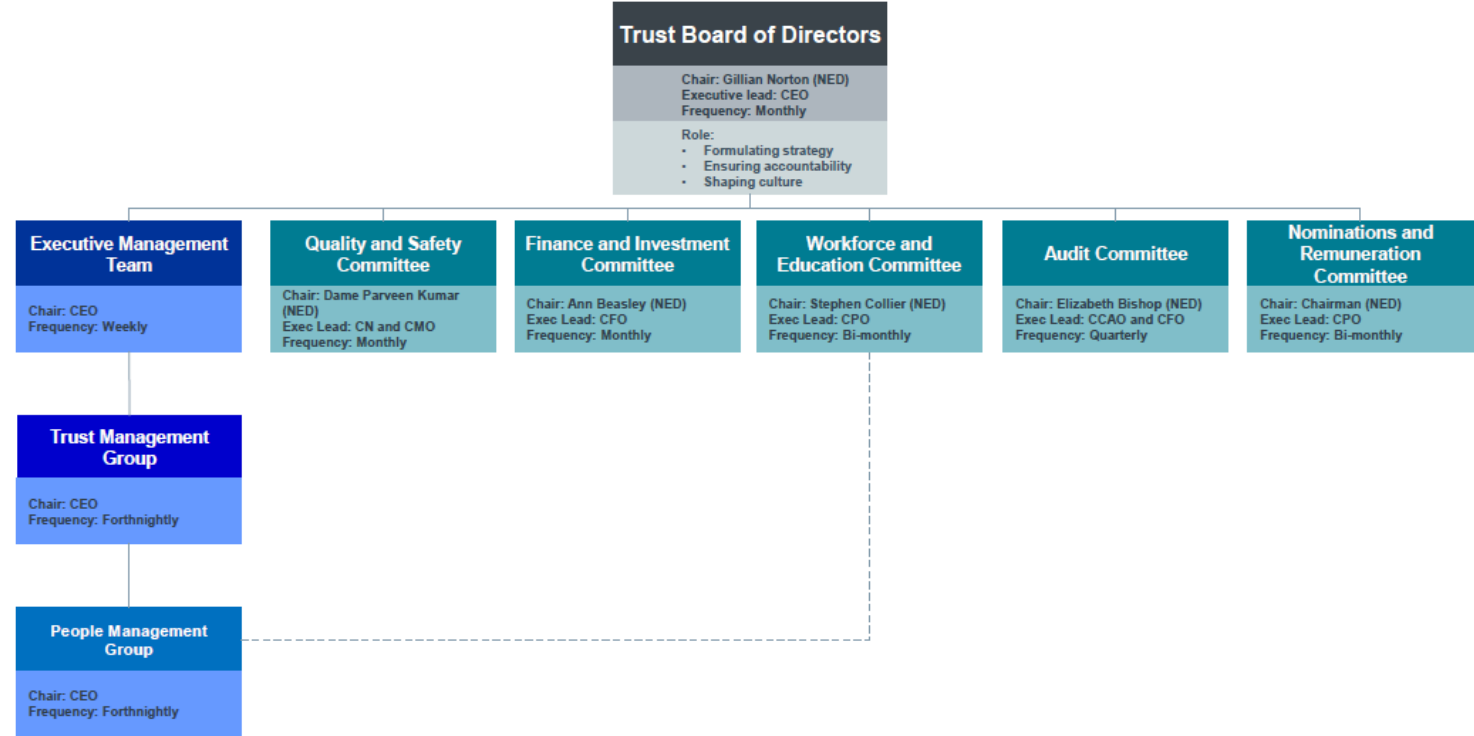 Trust Board of Directors
Chair: Gillian Norton (NED)
Executive lead: CEO
Frequency: Monthly
Role:
• Formulating strategy
• Ensuring accountability
• Shaping culture
Executive Management
Team
Chair: CEO
Frequency: Weekly
Quality and Safety
Committee
Chair: Dame Parveen Kumar
(NED)
Exec Lead: CN and CMO
Frequency: Monthly
Finance and Investment
Committee
Chair: Ann Beasley (NED)
Exec Lead: CFO
Frequency: Monthly
Workforce and
Education Committee
Chair: Stephen Collier (NED)
Exec Lead: CPO
Frequency: Bi-monthly
Audit Committee
Chair: Elizabeth Bishop (NED)
Exec Lead: CCAO and CFO
Frequency: Quarterly
Nominations and
Remuneration
Committee
Chair: Chairman (NED)
Exec Lead: CPO
Frequency: Bi-monthly
Trust Management
Group
Chair: CEO
Frequency: Forthnightly
People Management
Group
Chair: CEO
Frequency: Forthnightly